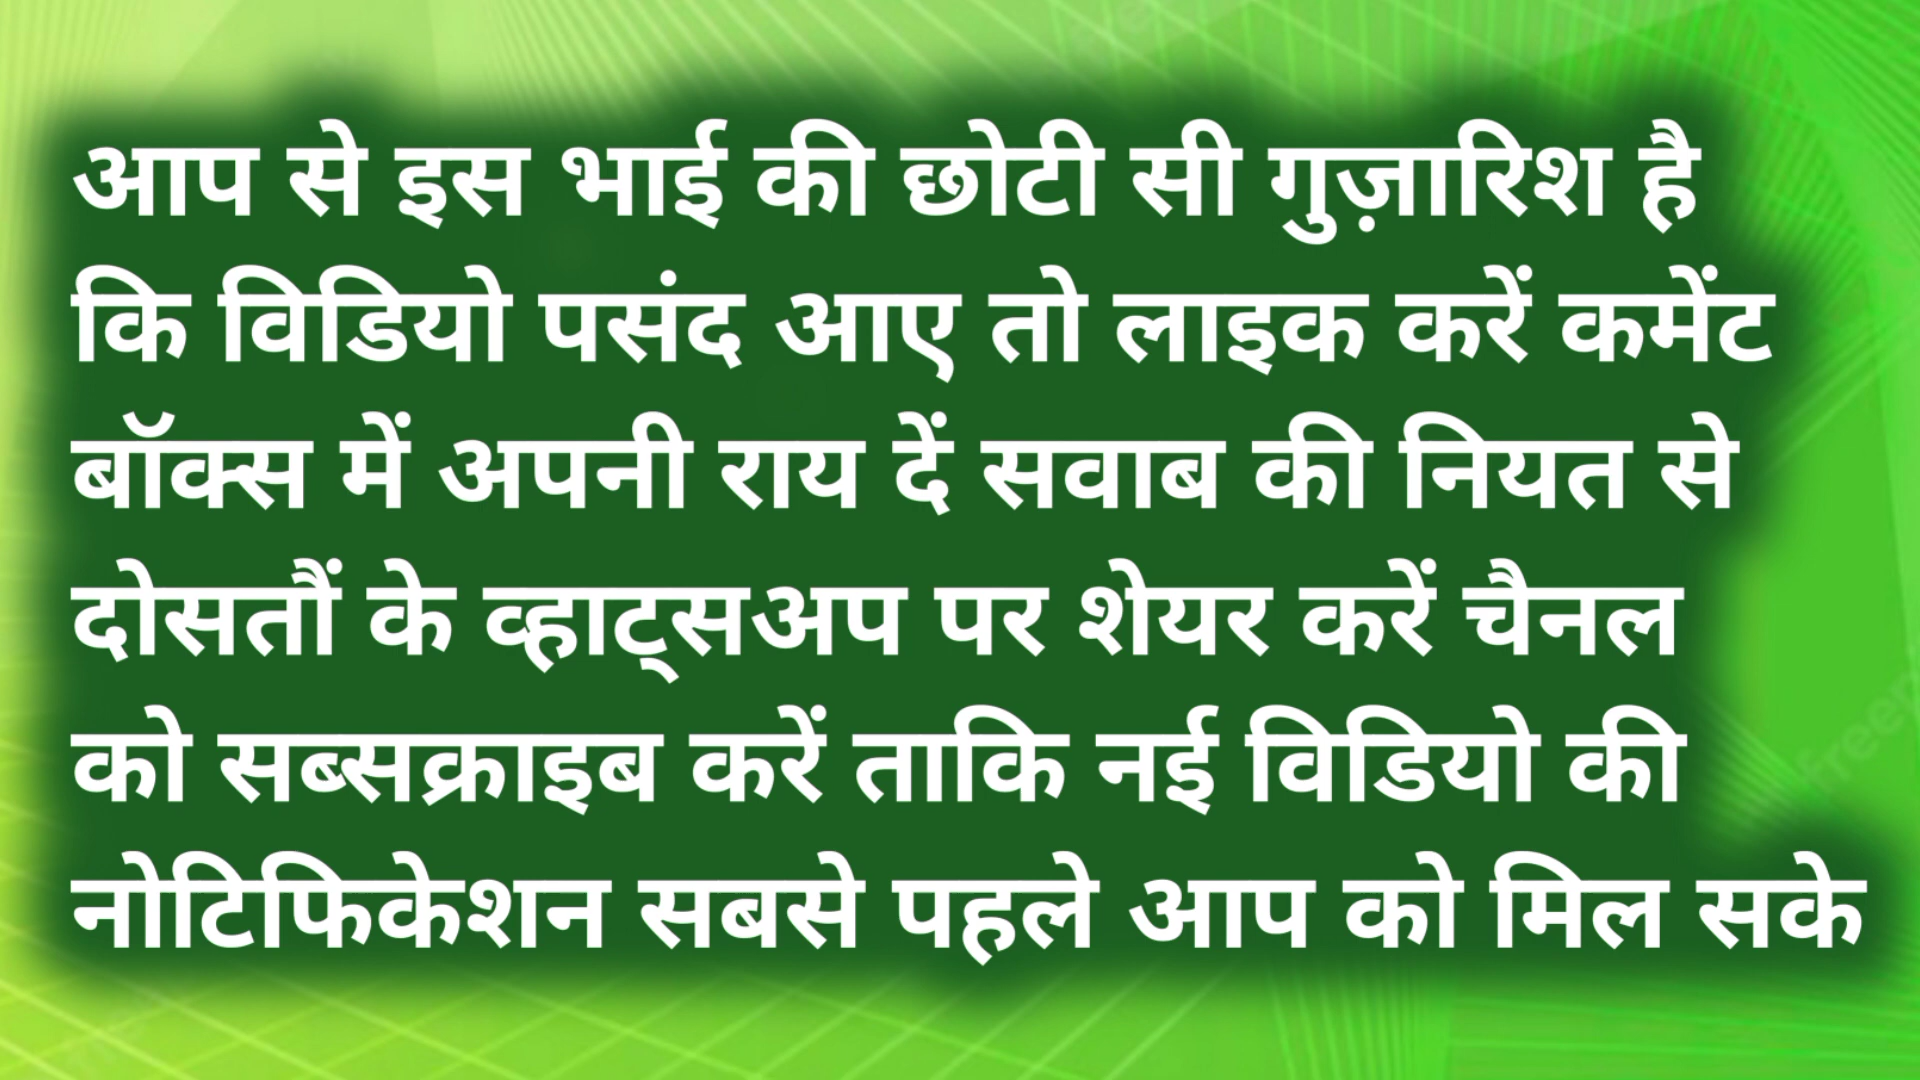 आप से इस भाई की छोटी सी गुज़ारिश है
कि विडियो पसंद आए तो लाइक करें कमेंट
बॉक्स में अपनी राय दें सवाब की नियत से
दोसतौं के व्हाट्सअप पर शेयर करें चैनल
को सब्सक्राइब करें ताकि नई विडियो की
नोटिफिकेशन सबसे पहले आप को मिल सके